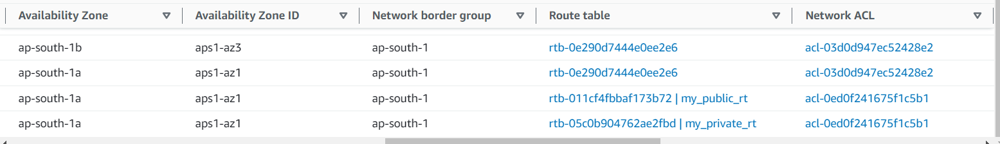 Availability Zone Availability Zone ID Network border group Route table Network ACL
ap-south-1b aps1-az3 ap-south-1 rtb-0e290d7444e0ee2e6 acl-03d0d947ec52428e2
ap-south-1a aps1-az1 ap-south-1 rtb-0e290d7444e0ee2e6 acl-03d0d947ec52428e2
ap-south-1a aps1-az1 ap-south-1 rtb-011cf4fbbaf173b72 | my_public_rt acl-0ed0f241675f1c5b1
ap-south-1a aps1-az1 ap-south-1 rtb-05c0b904762ae2fbd | my_private_rt acl-0ed0f241675f1c5b1